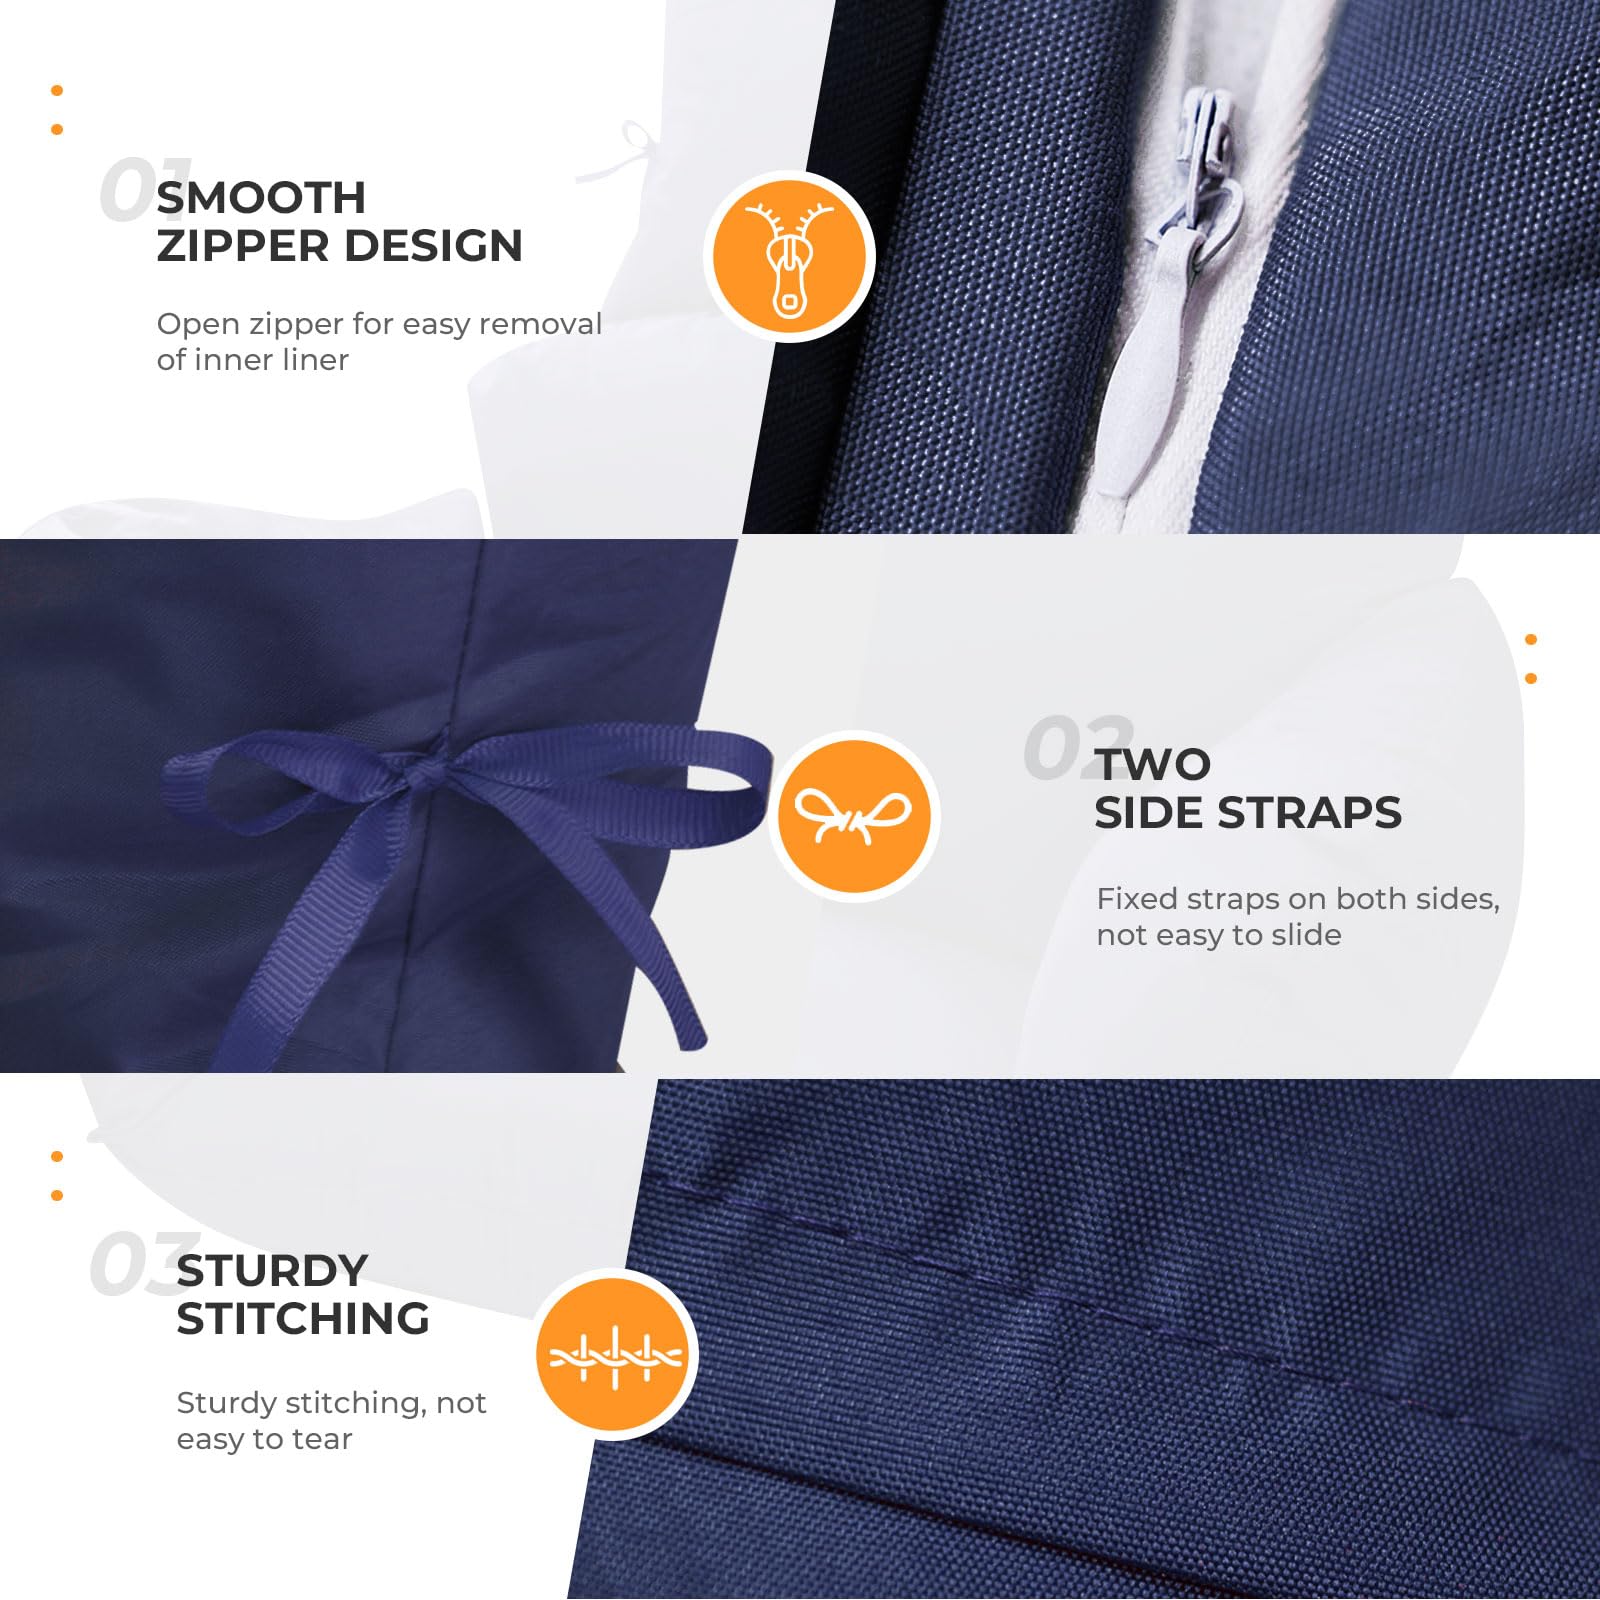 01
SMOOTH
ZIPPER DESIGN
Open zipper for easy removal
of inner liner
02
TWO
SIDE STRAPS
Fixed straps on both sides,
not easy to slide
03
STURDY
STITCHING
Sturdy stitching, not
easy to tear